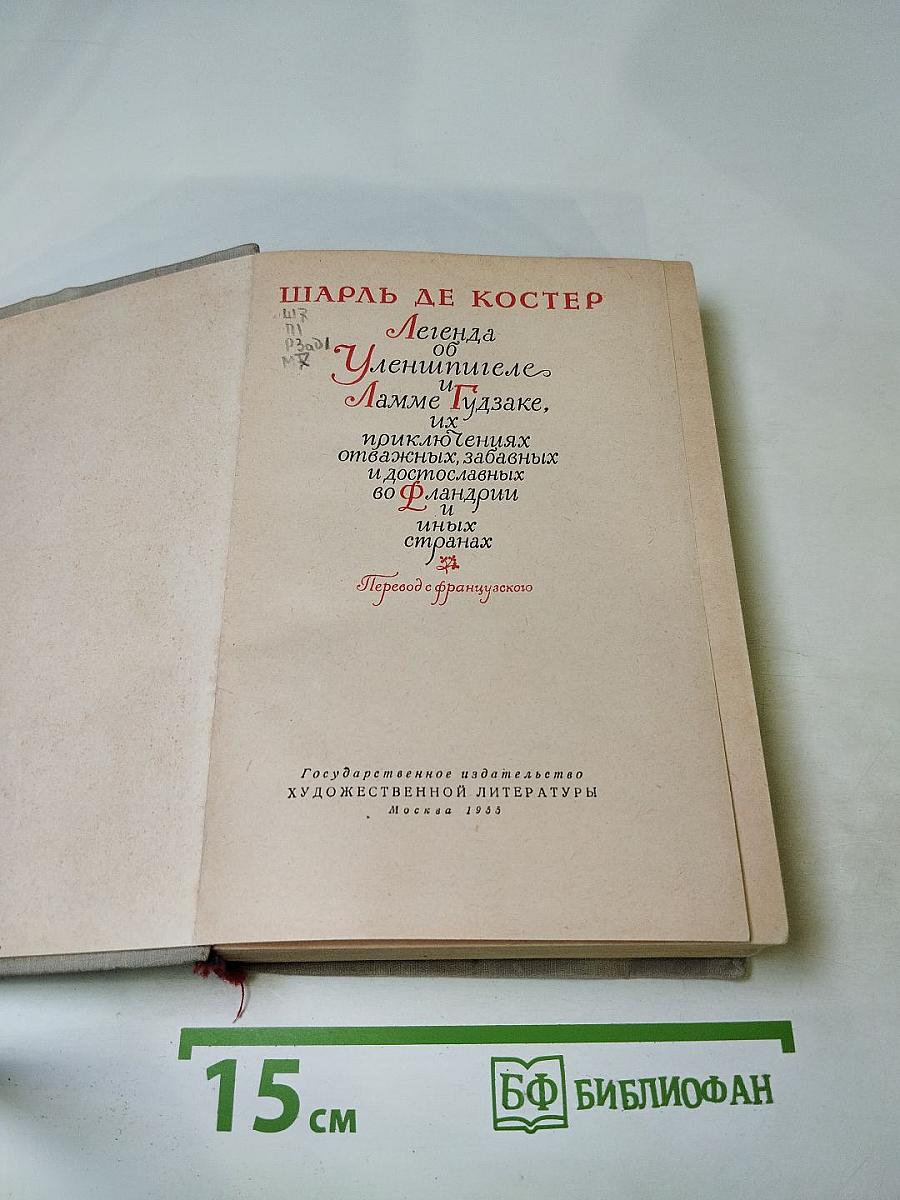 ШАРЛЬ ДЕ КОСТЕР
Легенда
об
Уленшпигеле
и
Ламме Гудзаке,
их
приключениях
отважных, забавных
и достославных
во Фландрии
и
иных
странах
Перевод с французского
Государственное издательство
ХУДОЖЕСТВЕННОЙ ЛИТЕРАТУРЫ
Москва 1955
15 см
БФ БИБЛИОФАН